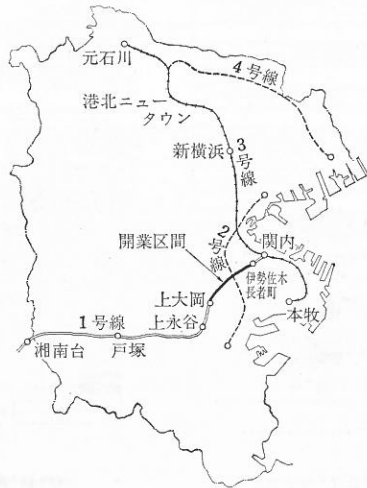 元石川
4号線
港北ニュー
タウン
新横浜
3号線
2号線
関内
開業区間
伊勢佐木
長者町
上大岡
本牧
1号線
上永谷
湘南台
戸塚